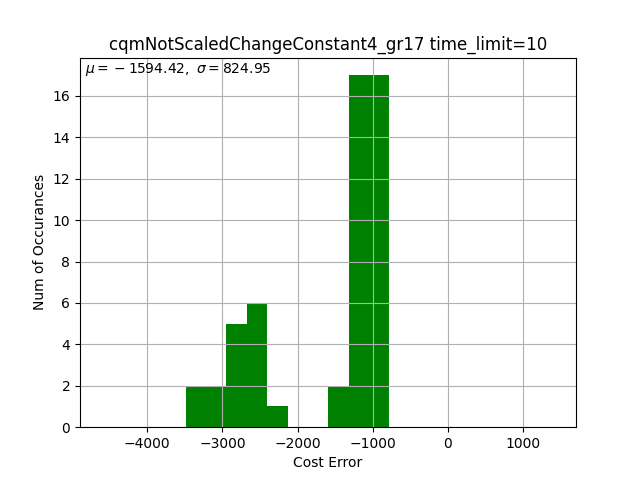 cqmNotScaledChangeConstant4_gr17 time_limit=10
μ = −1594.42, σ = 824.95
16
14
12
10
8
6
4
2
0
Num of Occurances
−4000 −3000 −2000 −1000 0 1000
Cost Error